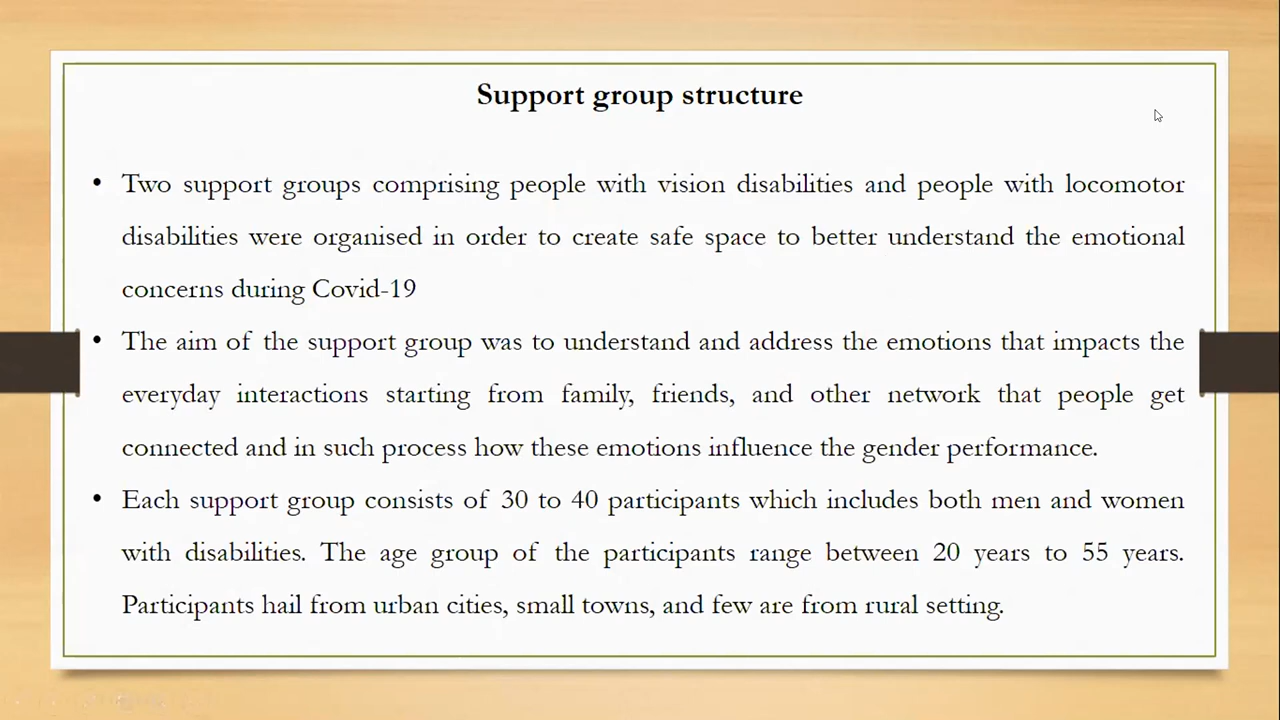 Support group structure
• Two support groups comprising people with vision disabilities and people with locomotor
disabilities were organised in order to create safe space to better understand the emotional
concerns during Covid-19
• The aim of the support group was to understand and address the emotions that impacts the
everyday interactions starting from family, friends, and other network that people get
connected and in such process how these emotions influence the gender performance.
• Each support group consists of 30 to 40 participants which includes both men and women
with disabilities. The age group of the participants range between 20 years to 55 years.
Participants hail from urban cities, small towns, and few are from rural setting.